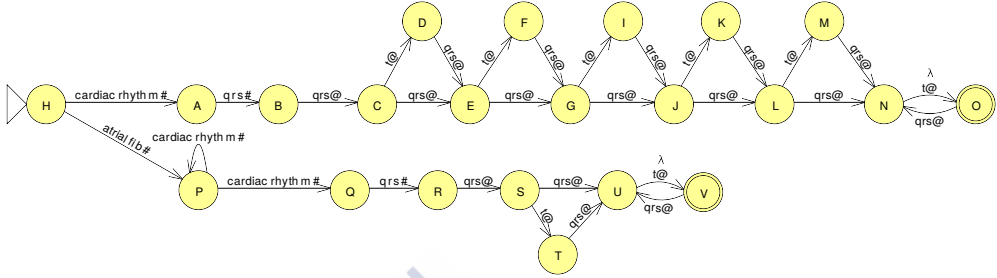 D
F
I
K
M
t@
qrs@
t@
qrs@
t@
qrs@
t@
qrs@
t@
qrs@
λ
t@
H
cardiac rhythm#
A
qrs#
B
qrs@
C
qrs@
E
qrs@
G
qrs@
J
qrs@
L
qrs@
N
O
qrs@
atrial fib#
cardiac rhythm#
λ
P
cardiac rhythm#
Q
qrs#
R
qrs@
S
qrs@
U
t@
V
qrs@
t@
qrs@
T